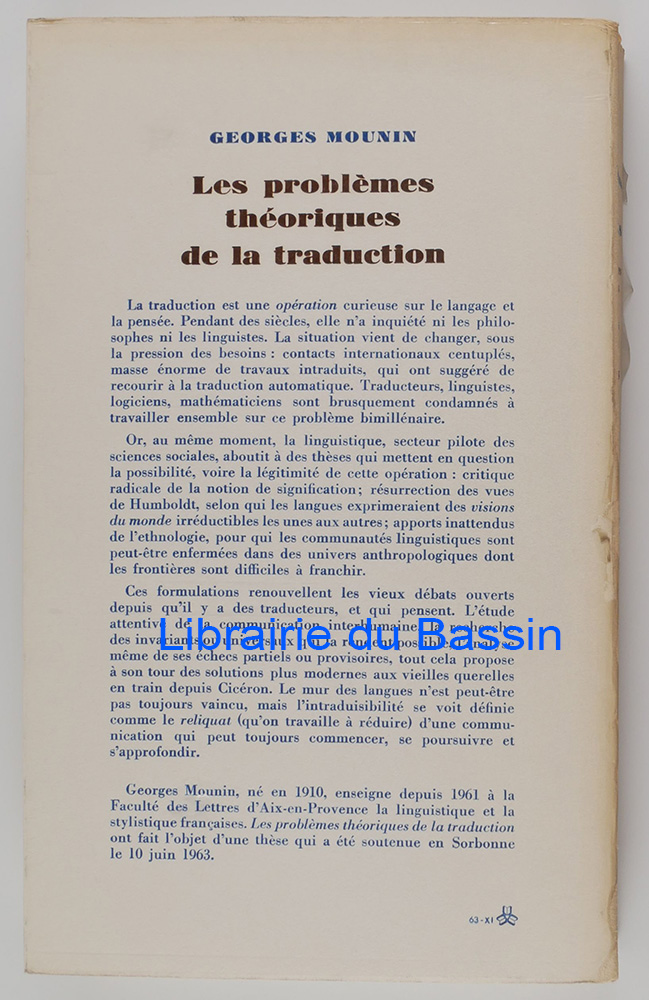 GEORGES MOUNIN
Les problèmes
théoriques
de la traduction
La traduction est une opération curieuse sur le langage et
la pensée. Pendant des siècles, elle n'a inquiété ni les philo-
sophes ni les linguistes. La situation vient de changer, sous
la pression des besoins : contacts internationaux centuplés,
masse énorme de travaux intraduits, qui ont suggéré de
recourir à la traduction automatique. Traducteurs, linguistes,
logiciens, mathématiciens sont brusquement condamnés à
travailler ensemble sur ce problème bimillénaire.
Or, au même moment, la linguistique, secteur pilote des
sciences sociales, aboutit à des thèses qui mettent en question
la possibilité, voire la légitimité de cette opération : critique
radicale de la notion de signification; résurrection des vues
de Humboldt, selon qui les langues exprimeraient des visions
du monde irréductibles les unes aux autres; apports inattendus
de l'ethnologie, pour qui les communautés linguistiques sont
peut-être enfermées dans des univers anthropologiques dont
les frontières sont difficiles à franchir.
Ces formulations renouvellent les vieux débats ouverts
depuis qu'il y a des traducteurs, et qui pensent. L'étude
attentive de la communication interhumaine, la recherche
Librairie du Bassin
des invariants ou universaux qui la rendent possible,
même de ses échecs partiels ou provisoires, tout cela propose
à son tour des solutions plus modernes aux vieilles querelles
en train depuis Cicéron. Le mur des langues n'est peut-être
pas toujours vaincu, mais l'intraduisibilité se voit définie
comme le reliquat (qu'on travaille à réduire) d'une commu-
nication qui peut toujours commencer, se poursuivre et
s'approfondir.
Georges Mounin, né en 1910, enseigne depuis 1961 à la
Faculté des Lettres d'Aix-en-Provence la linguistique et la
stylistique françaises. Les problèmes théoriques de la traduction
ont fait l'objet d'une thèse qui a été soutenue en Sorbonne
le 10 juin 1963.
63-XI